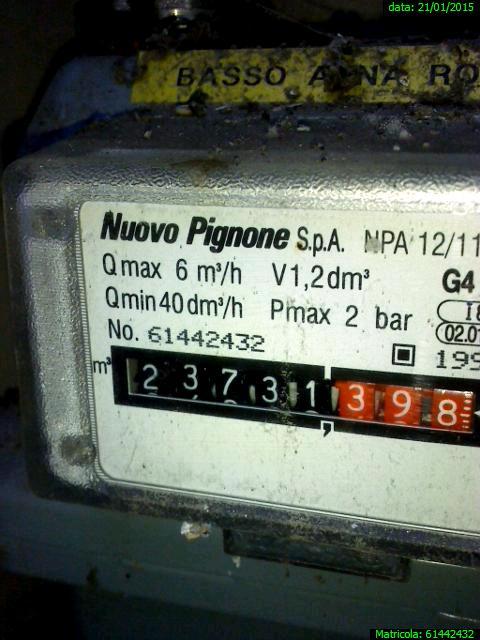 data: 21/01/2015
BASSO
Nuovo Pignone S.p.A. NPA 12/11
Qmax 6 m³/h V1,2dm³ G4
Qmin 40 dm³/h Pmax 2 bar
No. 61442432
199
m³ 2 3 7 3 1 , 3 9 8
Matricola: 61442432